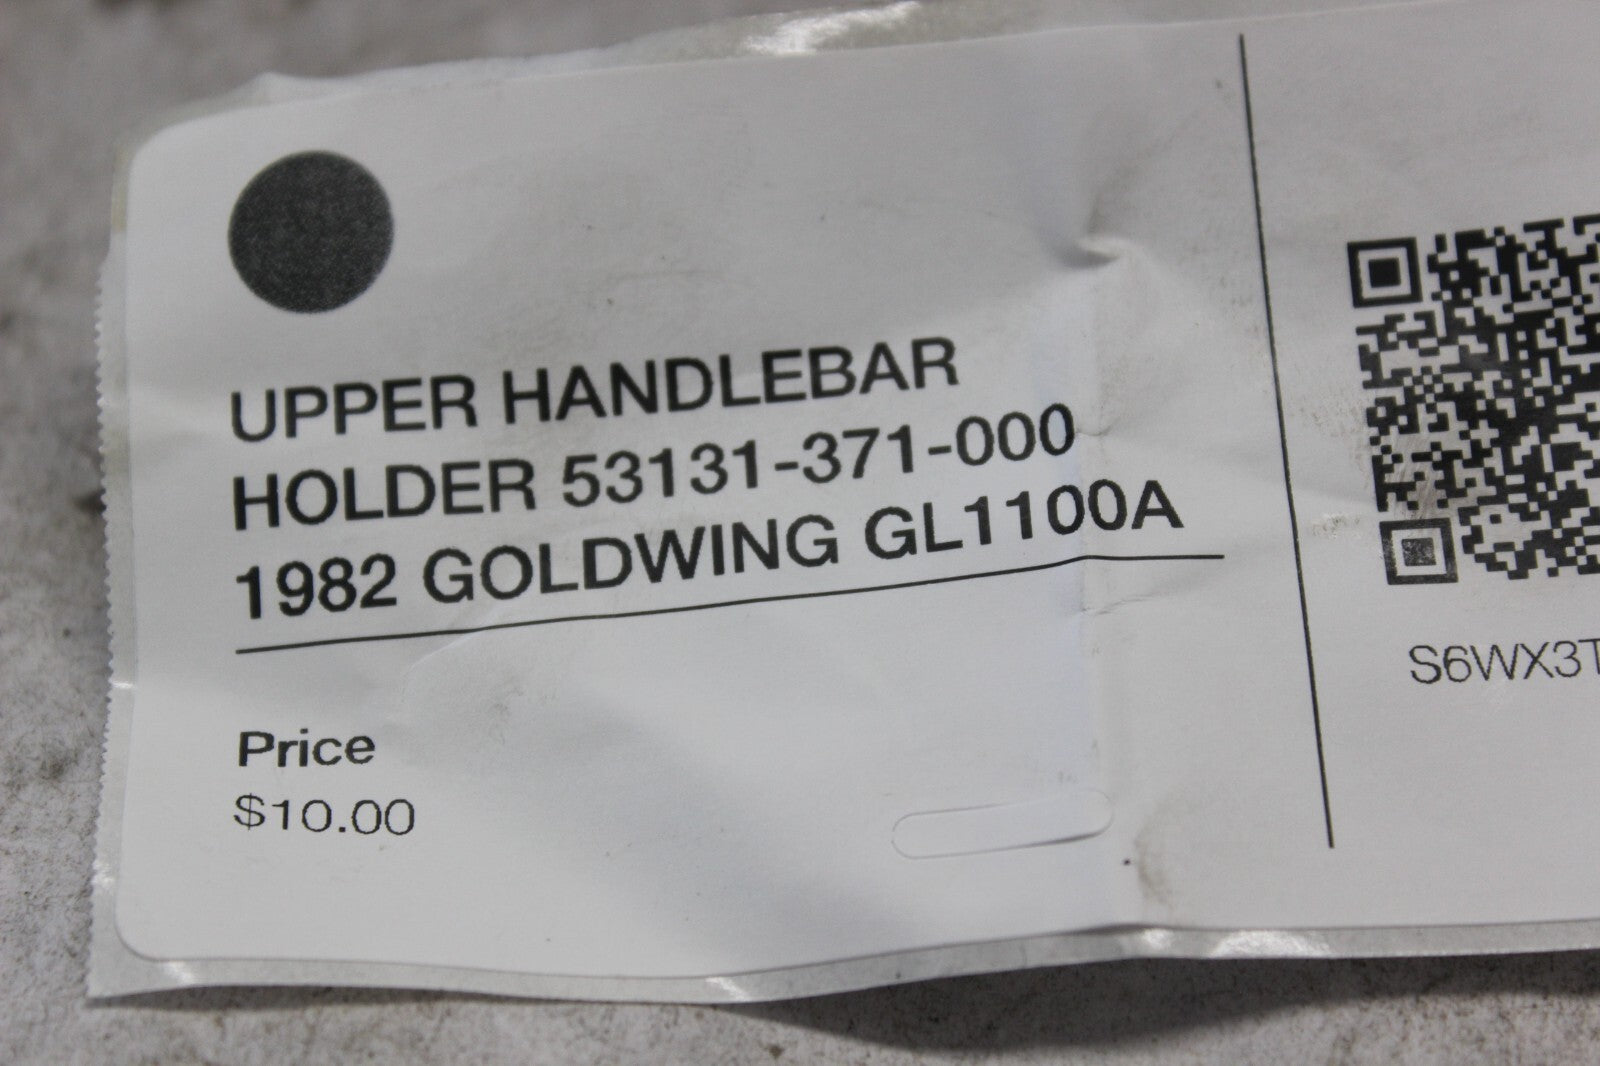 UPPER HANDLEBAR
HOLDER 53131-371-000
1982 GOLDWING GL1100A
Price
$10.00
S6WX3T